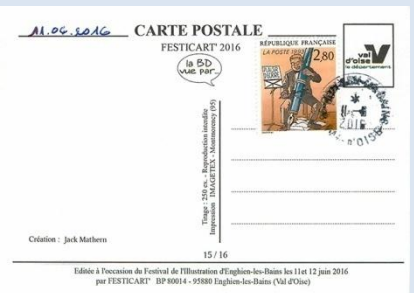 11.06.2016
CARTE POSTALE
FESTICART' 2016
la BD
vue par...
RÉPUBLIQUE FRANÇAISE
LA POSTE 1993
2,80
val
d'oise
le département
2016
D'OISE
Tirage : 250 ex. - Reproduction interdite
Impression IMAGETEX - Montmorency (95)
Création : Jack Mathern
15 / 16
Editée à l'occasion du Festival de l'Illustration d'Enghien-les-Bains les 11et 12 juin 2016
par FESTICART' BP 80014 - 95880 Enghien-les-Bains (Val d'Oise)